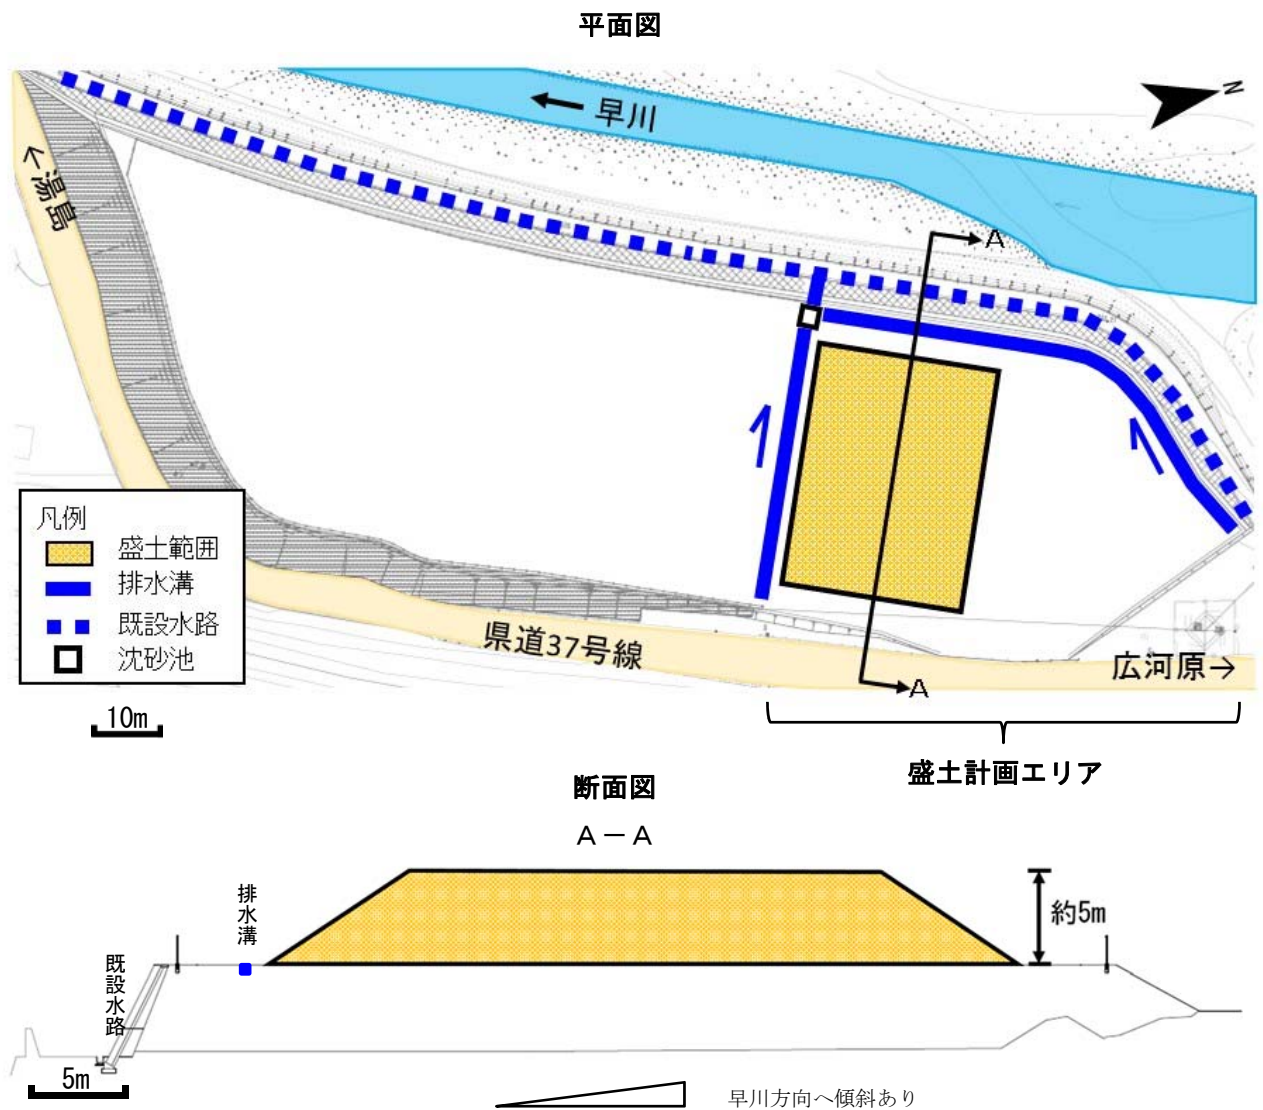 平面図
N
←早川
A
←湯島
凡例
盛土範囲
排水溝
既設水路
沈砂池
県道37号線
広河原→
A
10m
盛土計画エリア
断面図
A－A
排水溝
約5m
既設水路
5m
早川方向へ傾斜あり